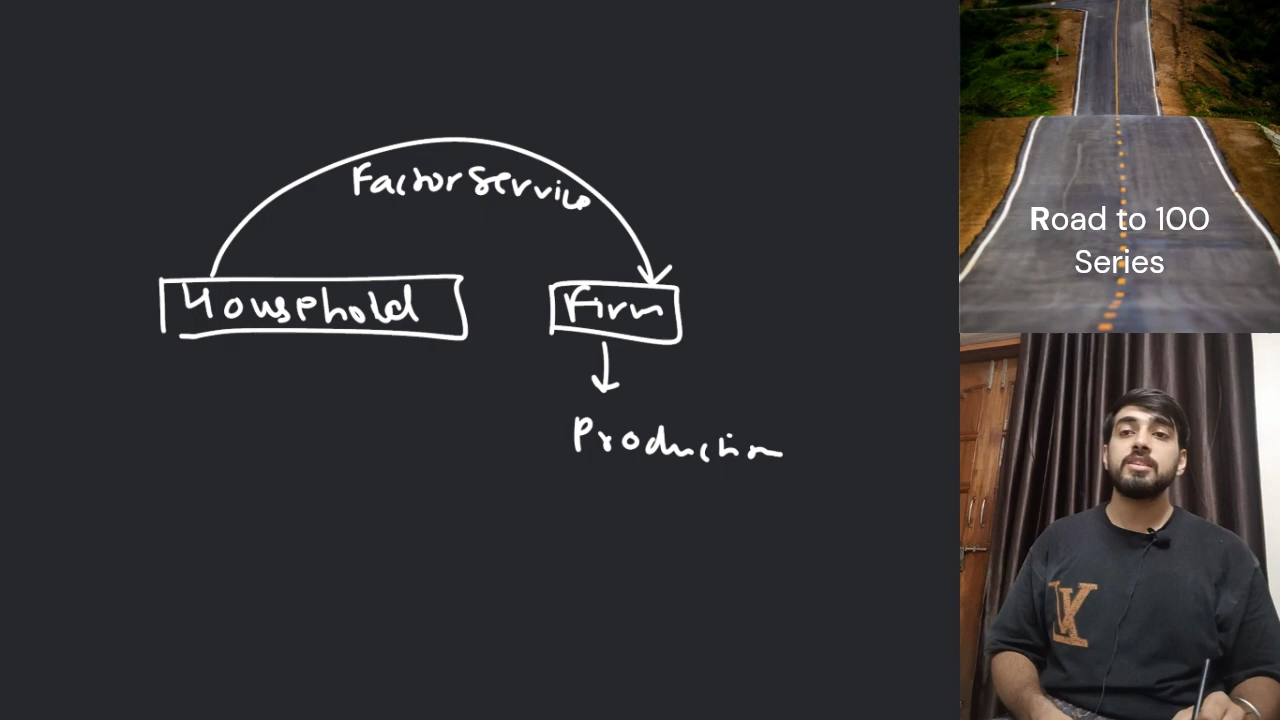 Factor Service
Household
Firm
Production
Road to 100
Series